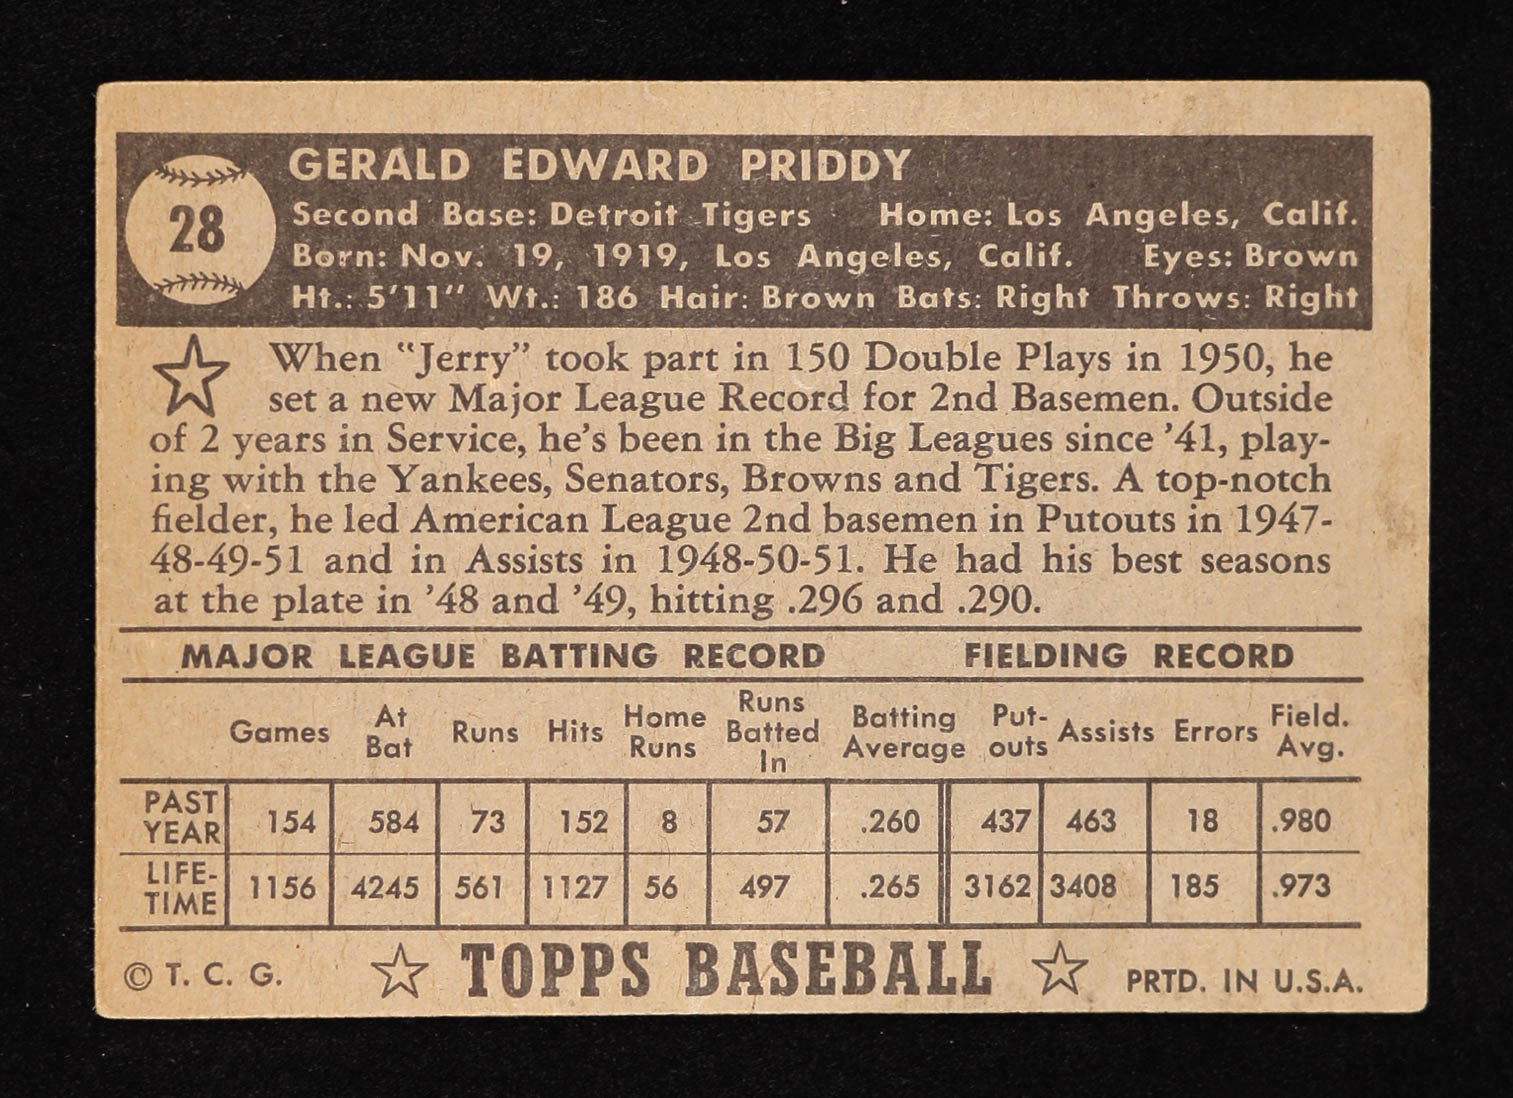 28
GERALD EDWARD PRIDDY
Second Base: Detroit Tigers Home: Los Angeles, Calif.
Born: Nov. 19, 1919, Los Angeles, Calif. Eyes: Brown
Ht.: 5'11" Wt.: 186 Hair: Brown Bats: Right Throws: Right
When "Jerry" took part in 150 Double Plays in 1950, he
set a new Major League Record for 2nd Basemen. Outside
of 2 years in Service, he's been in the Big Leagues since '41, play-
ing with the Yankees, Senators, Browns and Tigers. A top-notch
fielder, he led American League 2nd basemen in Putouts in 1947-
48-49-51 and in Assists in 1948-50-51. He had his best seasons
at the plate in '48 and '49, hitting .296 and .290.
MAJOR LEAGUE BATTING RECORD FIELDING RECORD
Games At Bat Runs Hits Home Runs Runs Batted In Batting Average Put-outs Assists Errors Field. Avg.
PAST YEAR 154 584 73 152 8 57 .260 437 463 18 .980
LIFE-TIME 1156 4245 561 1127 56 497 .265 3162 3408 185 .973
© T. C. G. TOPPS BASEBALL PRTD. IN U.S.A.